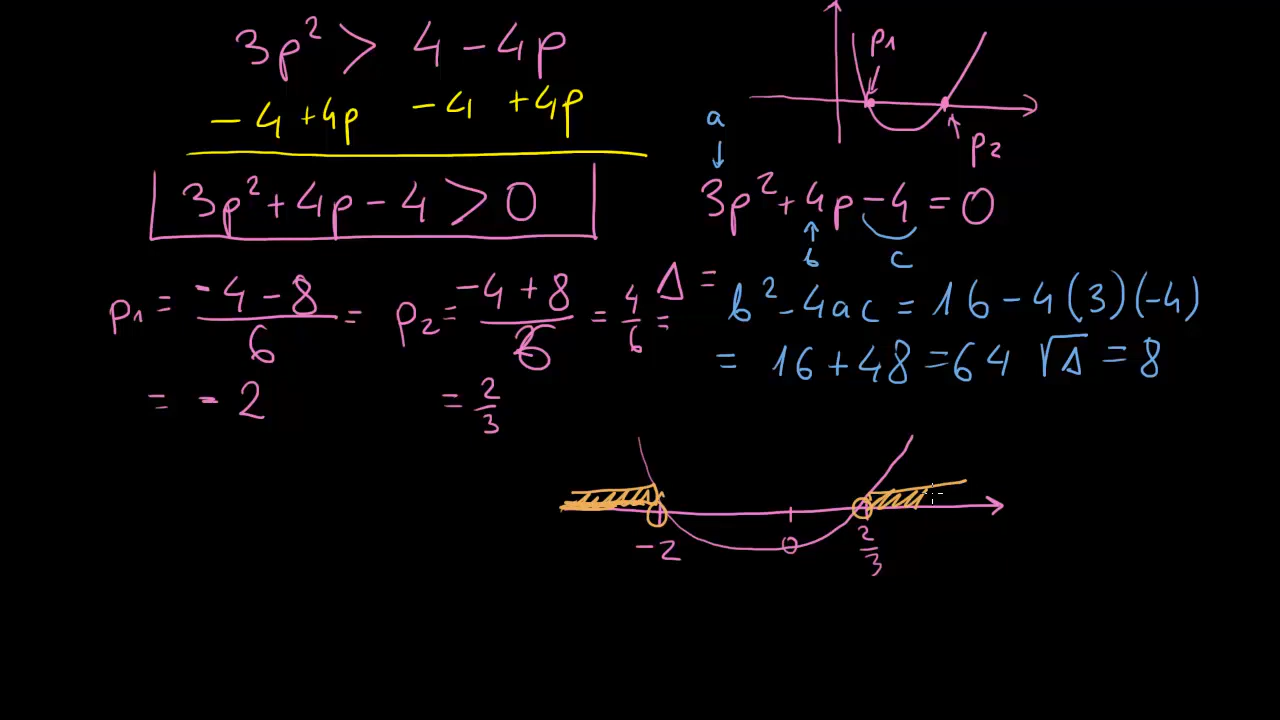 3p² > 4 - 4p
- 4 + 4p - 4 + 4p
3p² + 4p - 4 > 0
p1
p2
a
3p² + 4p - 4 = 0
b c
Δ = b² - 4ac = 16 - 4(3)(-4)
= 16 + 48 = 64 √Δ = 8
p1 = (-4 - 8)/6 =
= - 2
p2 = (-4 + 8)/6 = 4/6 =
= 2/3
-2 0 2/3